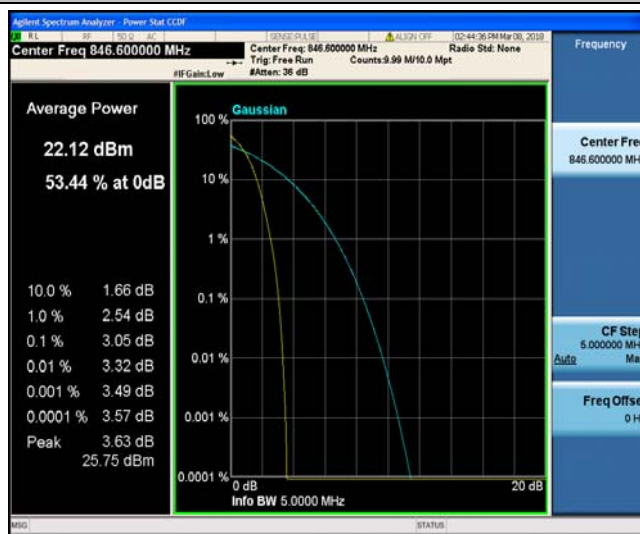 Agilent Spectrum Analyzer - Power Stat CCDF
RL RF 50 Ω AC SENSE:PULSE ALIGN OFF 02:44:36 PM Mar 08, 2018
Center Freq 846.600000 MHz
Center Freq: 846.600000 MHz Radio Std: None
Trig: Free Run Counts:9.99 M/10.0 Mpt
#IFGain:Low #Atten: 36 dB
Frequency
Average Power
22.12 dBm
53.44 % at 0dB
10.0 % 1.66 dB
1.0 % 2.54 dB
0.1 % 3.05 dB
0.01 % 3.32 dB
0.001 % 3.49 dB
0.0001 % 3.57 dB
Peak 3.63 dB
25.75 dBm
Gaussian
100 %
10 %
1 %
0.1 %
0.01 %
0.001 %
0.0001 %
0 dB 20 dB
Info BW 5.0000 MHz
Center Fre
846.600000 MH
CF Step
5.000000 MH
Auto Ma
Freq Offse
0 H
MSG STATUS